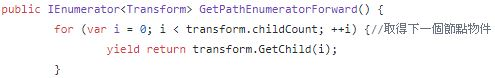 public IEnumerator<Transform> GetPathEnumeratorForward() {
for (var i = 0; i < transform.childCount; ++i) {//取得下一個節點物件
yield return transform.GetChild(i);
}